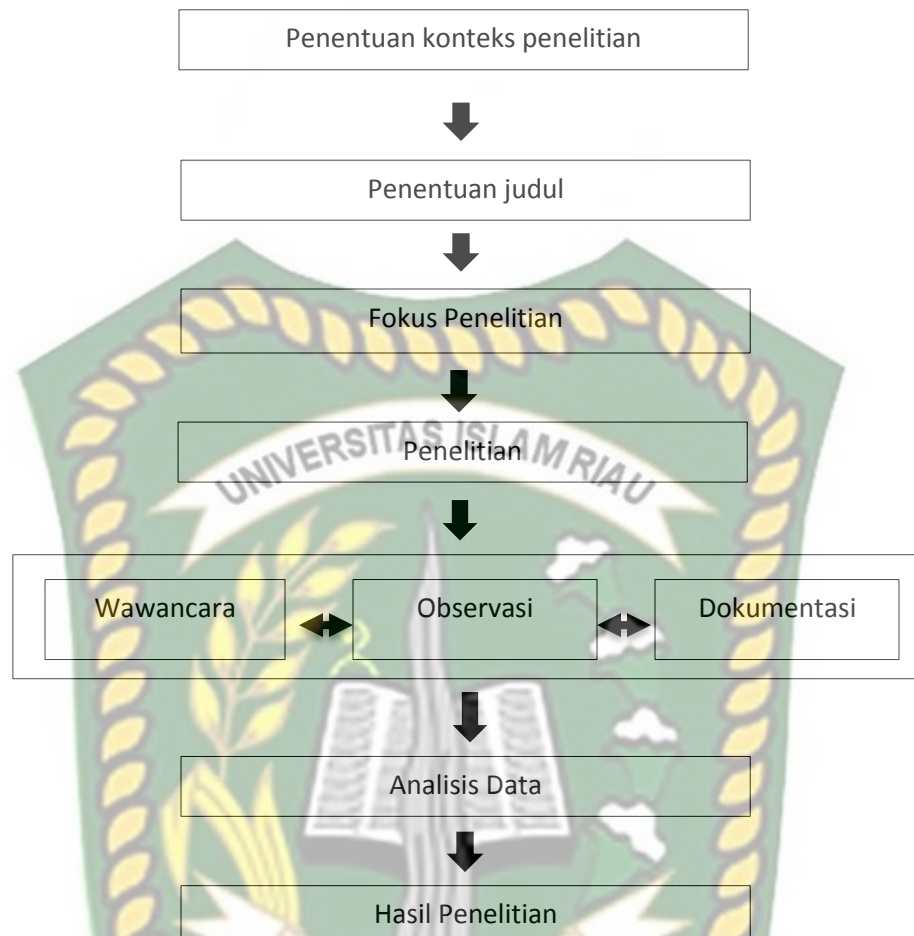 Penentuan konteks penelitian
Penentuan judul
Fokus Penelitian
UNIVERSITAS ISLAM RIAU
Penelitian
Wawancara
Observasi
Dokumentasi
Analisis Data
Hasil Penelitian